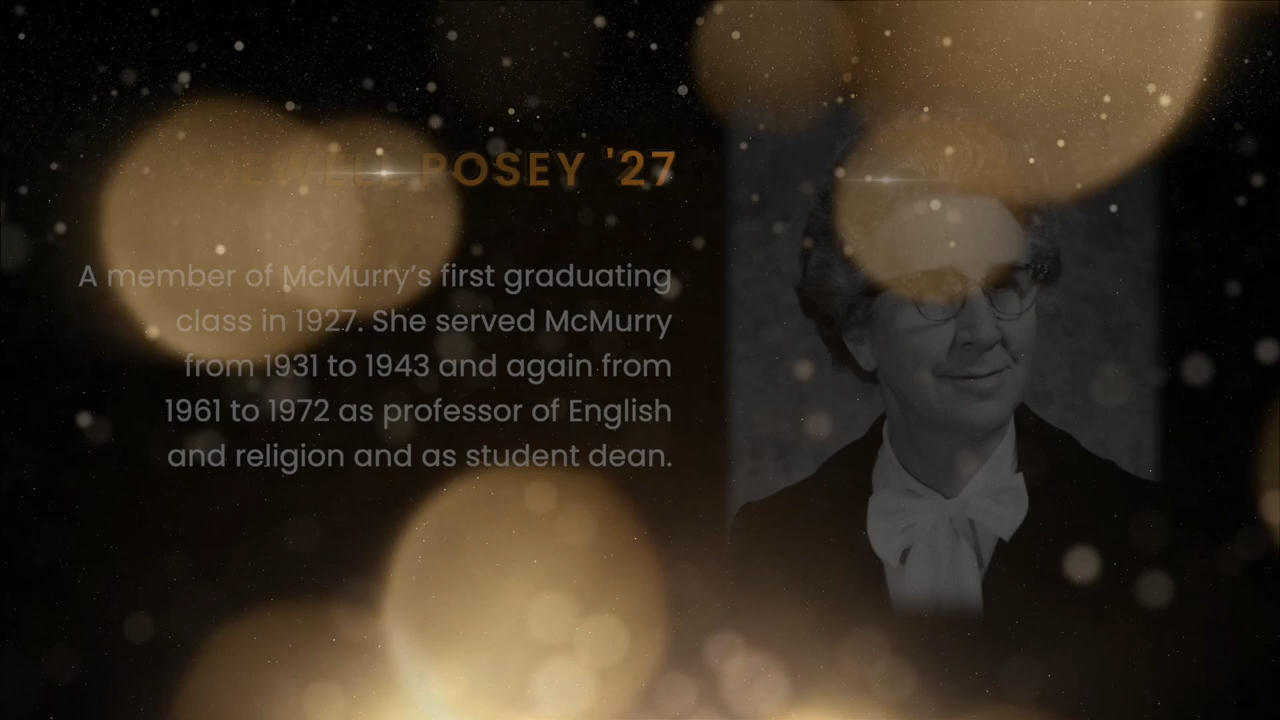 JEWELL POSEY '27
A member of McMurry’s first graduating
class in 1927. She served McMurry
from 1931 to 1943 and again from
1961 to 1972 as professor of English
and religion and as student dean.